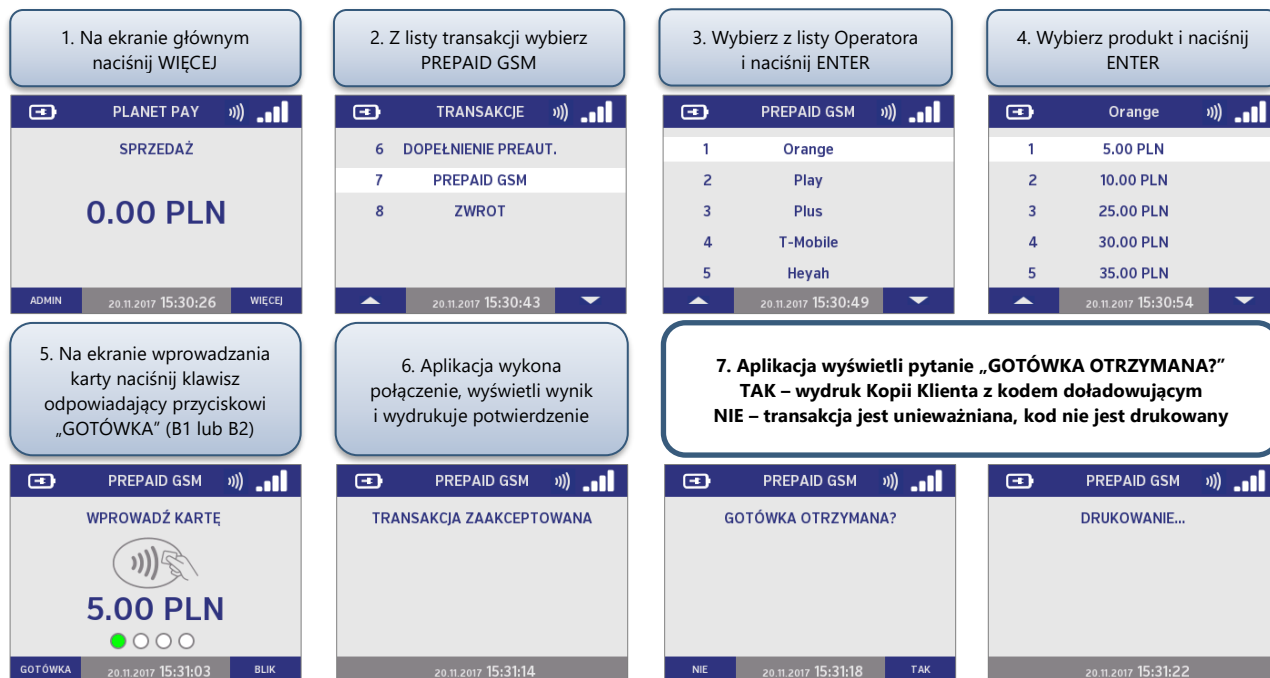 1. Na ekranie głównym
naciśnij WIĘCEJ
2. Z listy transakcji wybierz
PREPAID GSM
3. Wybierz z listy Operatora
i naciśnij ENTER
4. Wybierz produkt i naciśnij
ENTER
PLANET PAY
SPRZEDAŻ
0.00 PLN
ADMIN 20.11.2017 15:30:26 WIĘCEJ
TRANSAKCJE
6 DOPEŁNIENIE PREAUT.
7 PREPAID GSM
8 ZWROT
20.11.2017 15:30:43
PREPAID GSM
1 Orange
2 Play
3 Plus
4 T-Mobile
5 Heyah
20.11.2017 15:30:49
Orange
1 5.00 PLN
2 10.00 PLN
3 25.00 PLN
4 30.00 PLN
5 35.00 PLN
20.11.2017 15:30:54
5. Na ekranie wprowadzania
karty naciśnij klawisz
odpowiadający przyciskowi
„GOTÓWKA” (B1 lub B2)
6. Aplikacja wykona
połączenie, wyświetli wynik
i wydrukuje potwierdzenie
7. Aplikacja wyświetli pytanie „GOTÓWKA OTRZYMANA?”
TAK – wydruk Kopii Klienta z kodem doładowującym
NIE – transakcja jest unieważniana, kod nie jest drukowany
PREPAID GSM
WPROWADŹ KARTĘ
5.00 PLN
GOTÓWKA 20.11.2017 15:31:03 BLIK
PREPAID GSM
TRANSAKCJA ZAAKCEPTOWANA
20.11.2017 15:31:14
PREPAID GSM
GOTÓWKA OTRZYMANA?
NIE 20.11.2017 15:31:18 TAK
PREPAID GSM
DRUKOWANIE...
20.11.2017 15:31:22